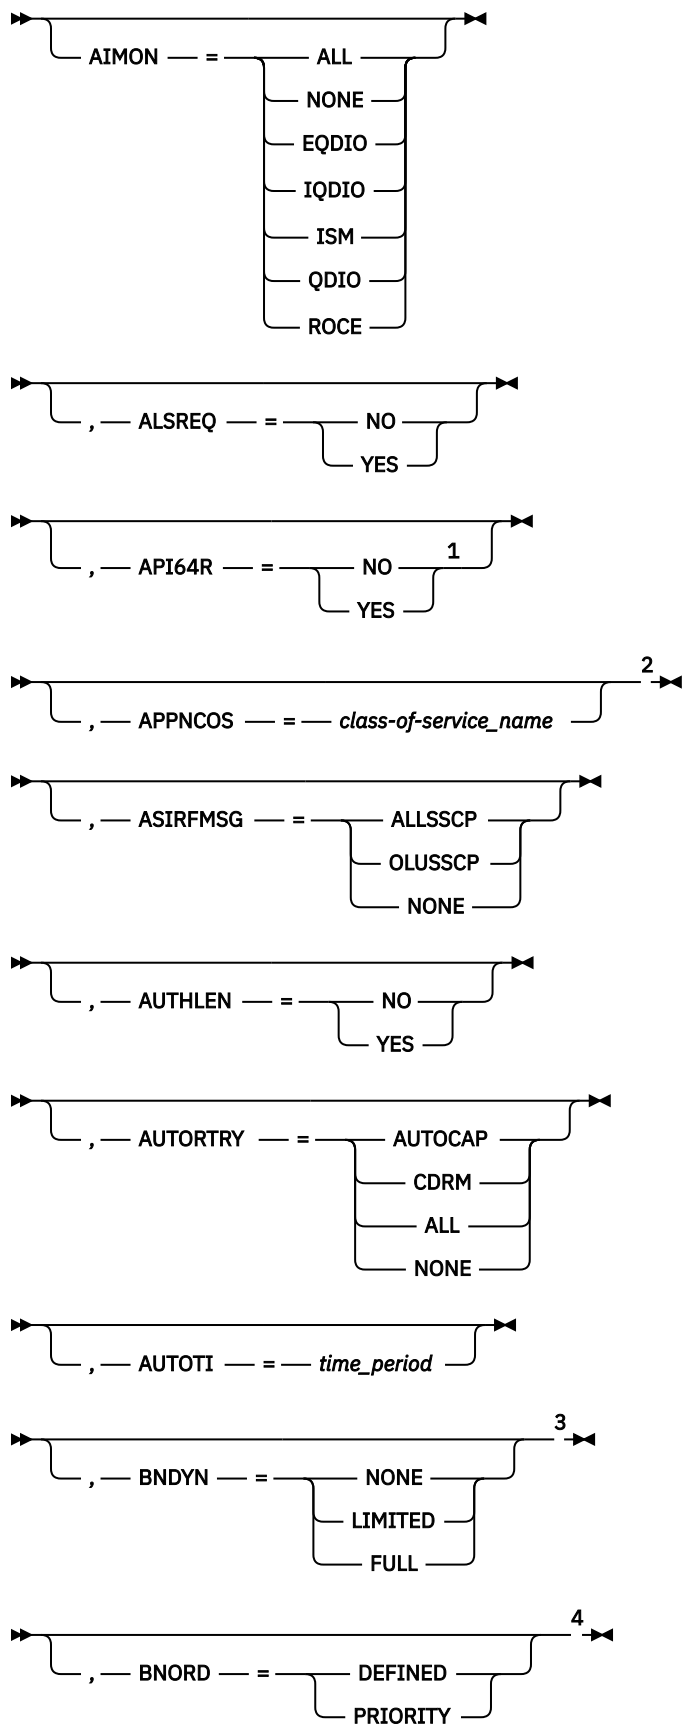 AIMON = ALL
NONE
EQDIO
IQDIO
ISM
QDIO
ROCE
, ALSREQ = NO
YES
, API64R = NO 1
YES
2
, APPNCOS = class-of-service_name
, ASIRFMSG = ALLSSCP
OLUSSCP
NONE
, AUTHLEN = NO
YES
, AUTORTRY = AUTOCAP
CDRM
ALL
NONE
, AUTOTI = time_period
3
, BNDYN = NONE
LIMITED
FULL
4
, BNORD = DEFINED
PRIORITY